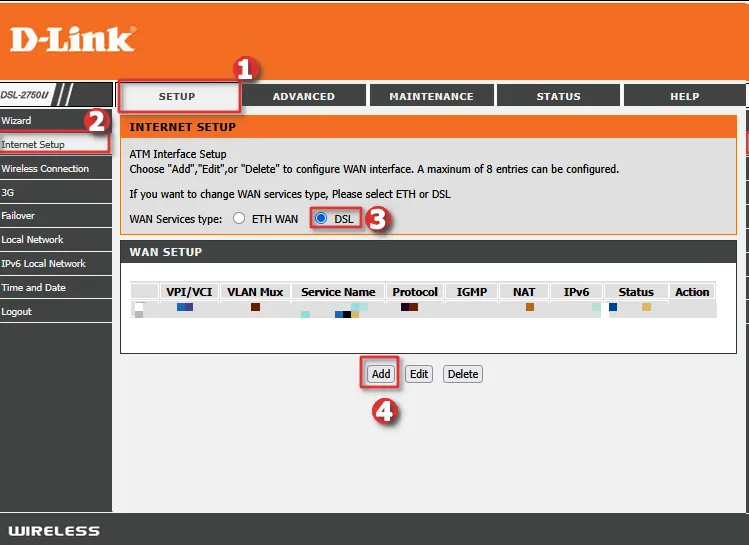 D-Link
1
DSL-2750U
SETUP ADVANCED MAINTENANCE STATUS HELP
2
Wizard
Internet Setup
Wireless Connection
3G
Failover
Local Network
IPv6 Local Network
Time and Date
Logout
INTERNET SETUP
ATM Interface Setup
Choose "Add","Edit",or "Delete" to configure WAN interface. A maxinum of 8 entries can be configured.
If you want to change WAN services type, Please select ETH or DSL
WAN Services type: ETH WAN DSL 3
WAN SETUP
VPI/VCI VLAN Mux Service Name Protocol IGMP NAT IPv6 Status Action
Add Edit Delete
4
WIRELESS